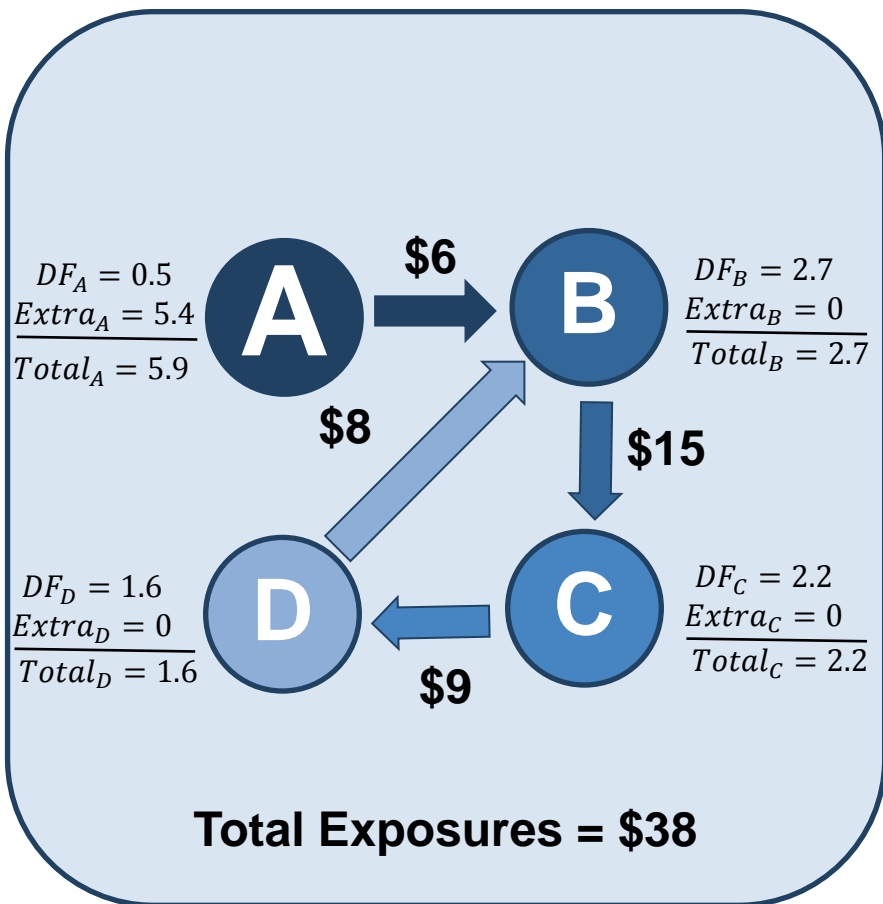 $6
A
B
DF_A = 0.5
Extra_A = 5.4
Total_A = 5.9
DF_B = 2.7
Extra_B = 0
Total_B = 2.7
$8
$15
D
C
DF_D = 1.6
Extra_D = 0
Total_D = 1.6
DF_C = 2.2
Extra_C = 0
Total_C = 2.2
$9
Total Exposures = $38